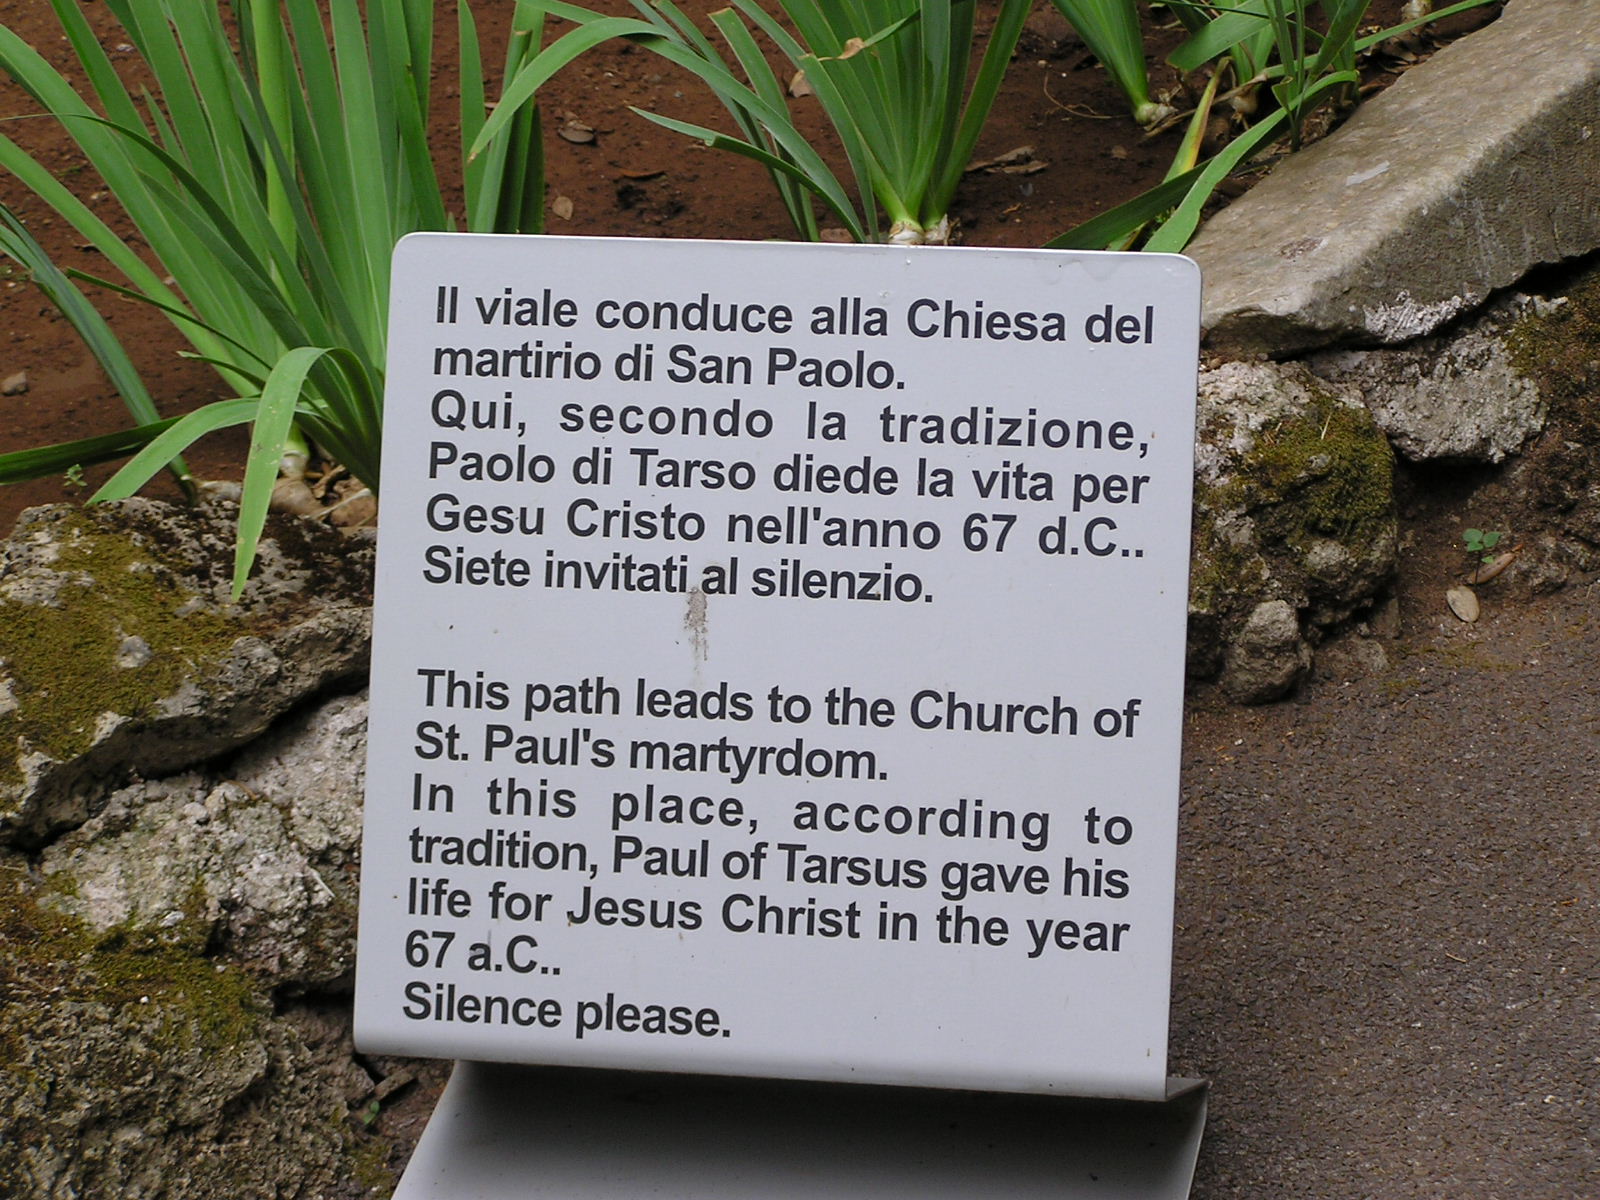 Il viale conduce alla Chiesa del
martirio di San Paolo.
Qui, secondo la tradizione,
Paolo di Tarso diede la vita per
Gesu Cristo nell'anno 67 d.C..
Siete invitati al silenzio.
This path leads to the Church of
St. Paul's martyrdom.
In this place, according to
tradition, Paul of Tarsus gave his
life for Jesus Christ in the year
67 a.C..
Silence please.